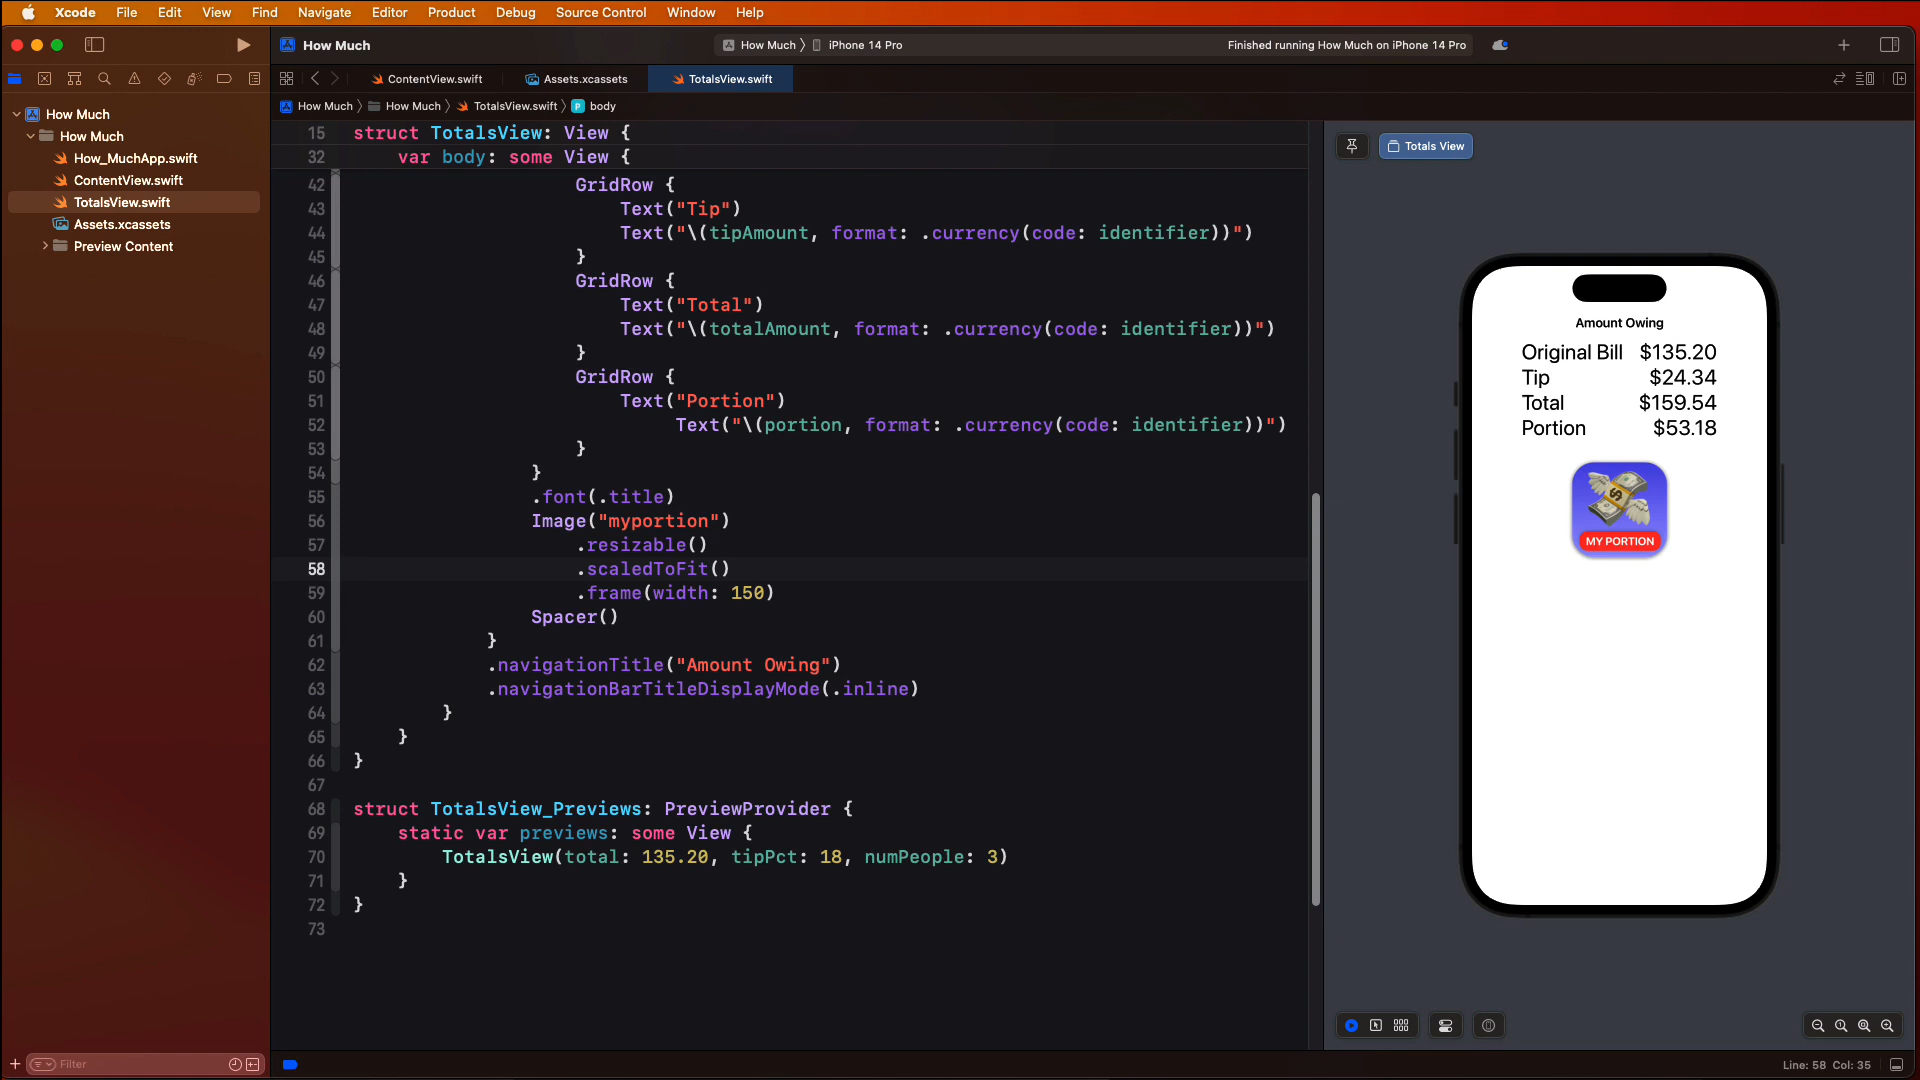 Xcode File Edit View Find Navigate Editor Product Debug Source Control Window Help
How Much
How Much iPhone 14 Pro
Finished running How Much on iPhone 14 Pro
ContentView.swift Assets.xcassets TotalsView.swift
How Much How Much TotalsView.swift P body
How Much
How Much
How_MuchApp.swift
ContentView.swift
TotalsView.swift
Assets.xcassets
Preview Content
Filter
15 struct TotalsView: View {
32 var body: some View {
42 GridRow {
43 Text("Tip")
44 Text("\(tipAmount, format: .currency(code: identifier))")
45 }
46 GridRow {
47 Text("Total")
48 Text("\(totalAmount, format: .currency(code: identifier))")
49 }
50 GridRow {
51 Text("Portion")
52 Text("\(portion, format: .currency(code: identifier))")
53 }
54 }
55 .font(.title)
56 Image("myportion")
57 .resizable()
58 .scaledToFit()
59 .frame(width: 150)
60 Spacer()
61 }
62 .navigationTitle("Amount Owing")
63 .navigationBarTitleDisplayMode(.inline)
64 }
65 }
66 }
67
68 struct TotalsView_Previews: PreviewProvider {
69 static var previews: some View {
70 TotalsView(total: 135.20, tipPct: 18, numPeople: 3)
71 }
72 }
73
Totals View
Amount Owing
Original Bill $135.20
Tip $24.34
Total $159.54
Portion $53.18
$
MY PORTION
Line: 58 Col: 35